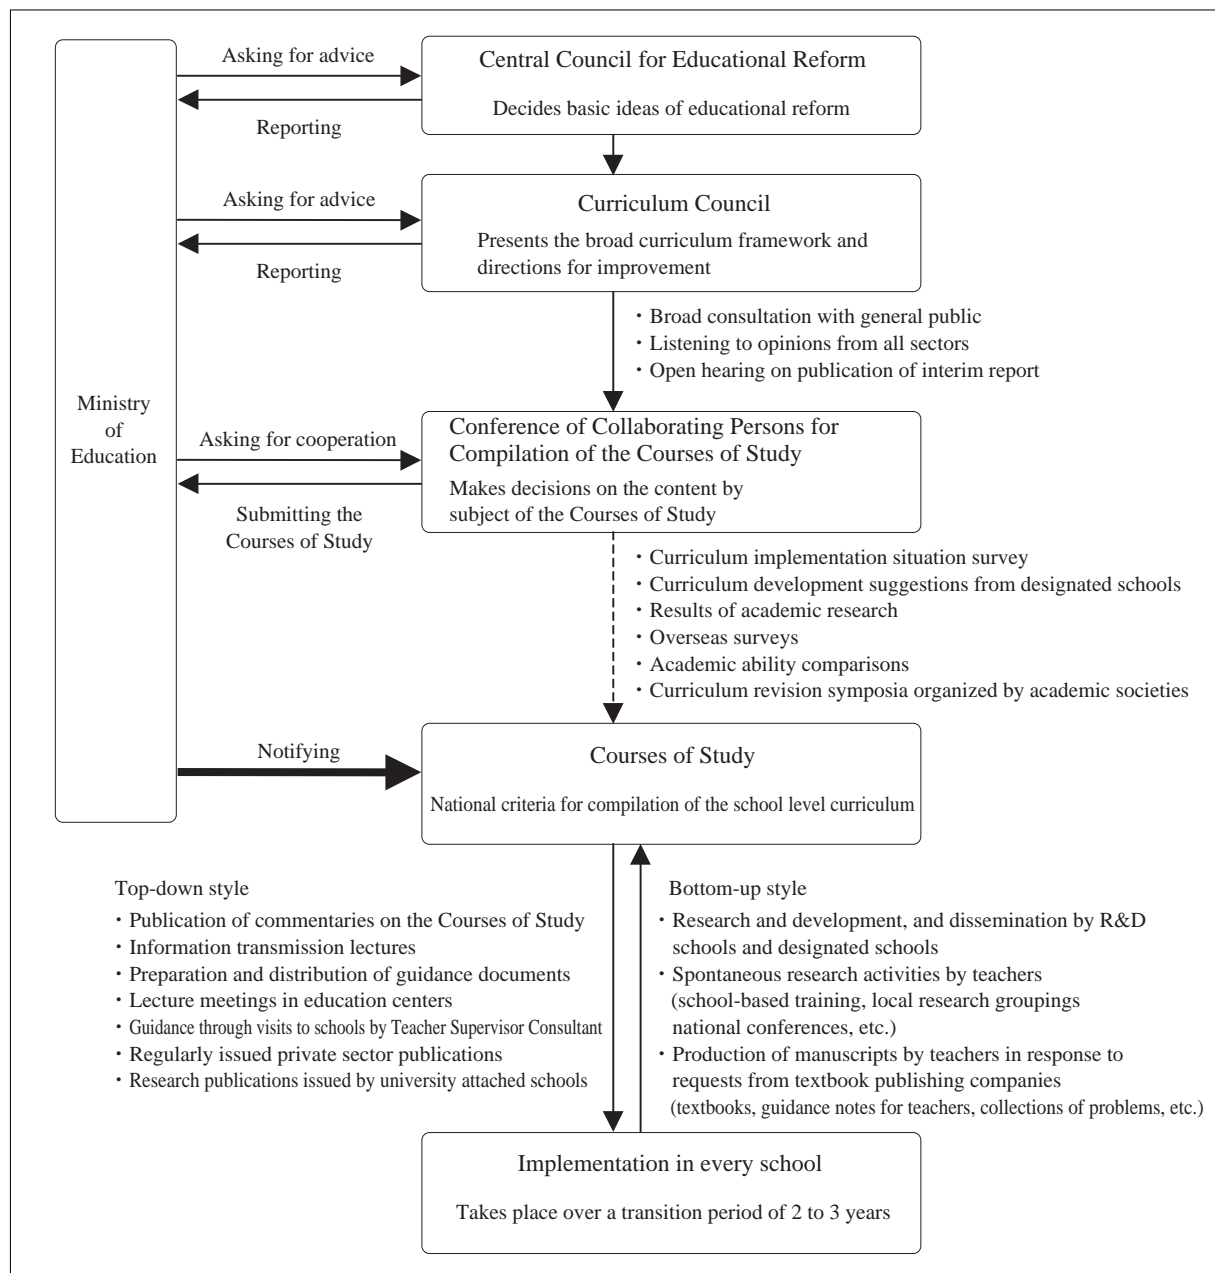 Asking for advice
Reporting
Central Council for Educational Reform
Decides basic ideas of educational reform
Asking for advice
Reporting
Curriculum Council
Presents the broad curriculum framework and
directions for improvement
・Broad consultation with general public
・Listening to opinions from all sectors
・Open hearing on publication of interim report
Ministry
of
Education
Asking for cooperation
Submitting the
Courses of Study
Conference of Collaborating Persons for
Compilation of the Courses of Study
Makes decisions on the content by
subject of the Courses of Study
・Curriculum implementation situation survey
・Curriculum development suggestions from designated schools
・Results of academic research
・Overseas surveys
・Academic ability comparisons
・Curriculum revision symposia organized by academic societies
Notifying
Courses of Study
National criteria for compilation of the school level curriculum
Top-down style
・Publication of commentaries on the Courses of Study
・Information transmission lectures
・Preparation and distribution of guidance documents
・Lecture meetings in education centers
・Guidance through visits to schools by Teacher Supervisor Consultant
・Regularly issued private sector publications
・Research publications issued by university attached schools
Bottom-up style
・Research and development, and dissemination by R&D
schools and designated schools
・Spontaneous research activities by teachers
(school-based training, local research groupings
national conferences, etc.)
・Production of manuscripts by teachers in response to
requests from textbook publishing companies
(textbooks, guidance notes for teachers, collections of problems, etc.)
Implementation in every school
Takes place over a transition period of 2 to 3 years